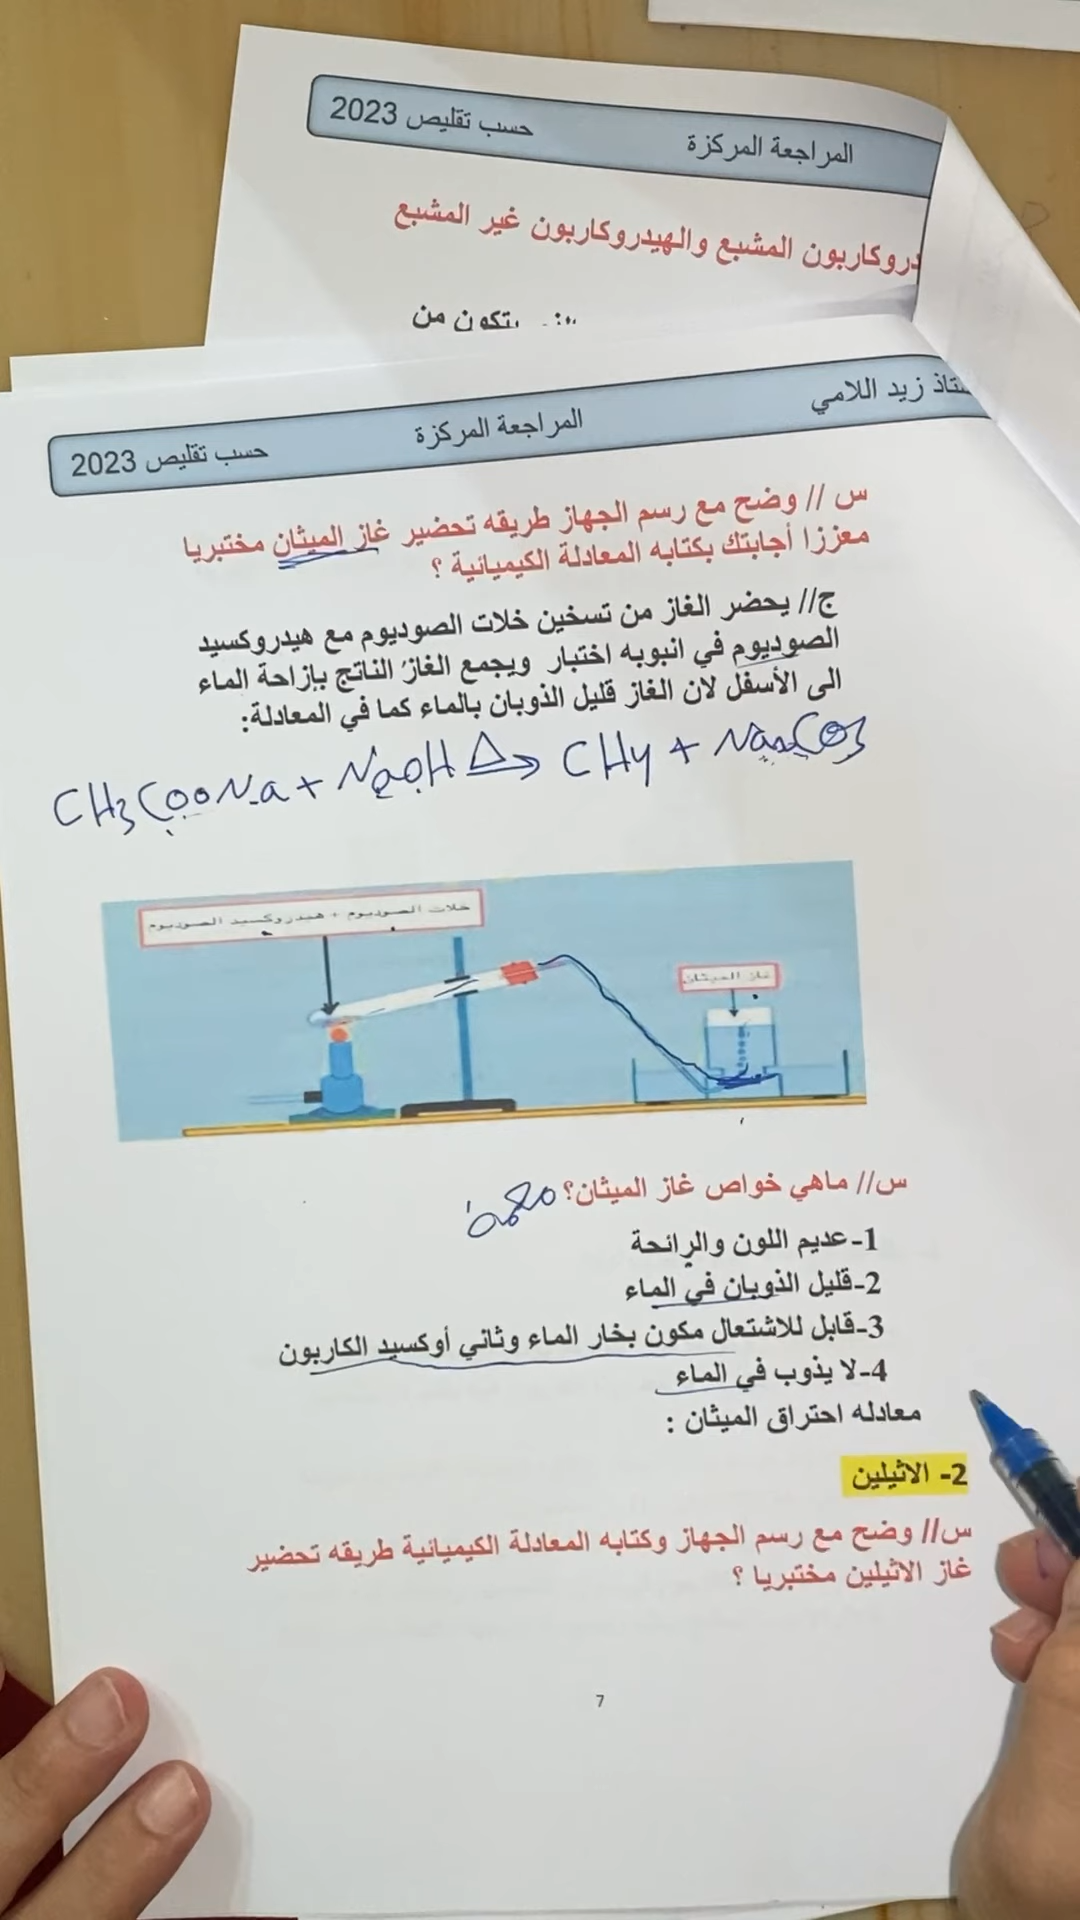 المراجعة المركزة حسب تقليص 2023
دروكاربون المشبع والهيدروكاربون غير المشبع
يتكون من
ستاذ زيد اللامي المراجعة المركزة حسب تقليص 2023
س // وضح مع رسم الجهاز طريقه تحضير غاز الميثان مختبريا
معززا أجابتك بكتابه المعادلة الكيميائية ؟
ج// يحضر الغاز من تسخين خلات الصوديوم مع هيدروكسيد
الصوديوم في انبوبه اختبار ويجمع الغاز الناتج بإزاحة الماء
الى الأسفل لان الغاز قليل الذوبان بالماء كما في المعادلة:
CH3COONa + NaOH △→ CH4 + Na2CO3
خلات الصوديوم + هيدروكسيد الصوديوم
غاز الميثان
س// ماهي خواص غاز الميثان؟ مهمة
1-عديم اللون والرائحة
2-قليل الذوبان في الماء
3-قابل للاشتعال مكون بخار الماء وثاني أوكسيد الكاربون
4-لا يذوب في الماء
معادله احتراق الميثان :
2- الاثيلين
س// وضح مع رسم الجهاز وكتابه المعادلة الكيميائية طريقه تحضير
غاز الاثيلين مختبريا ؟
7